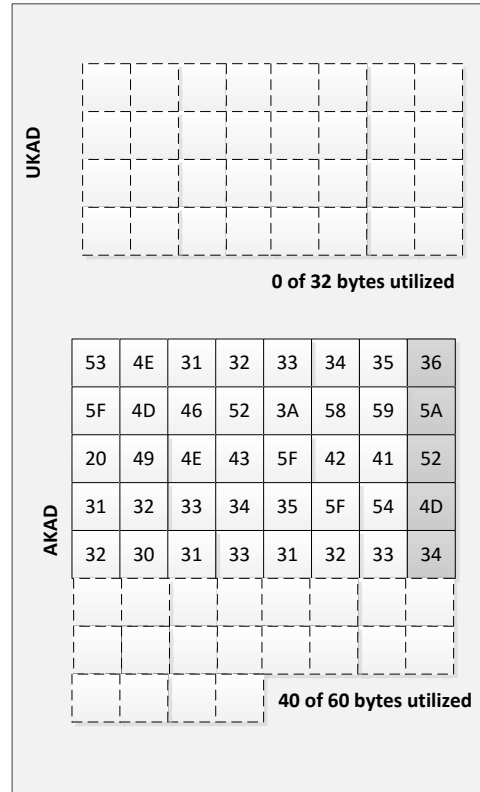 UKAD
0 of 32 bytes utilized
AKAD
53 4E 31 32 33 34 35 36
5F 4D 46 52 3A 58 59 5A
20 49 4E 43 5F 42 41 52
31 32 33 34 35 5F 54 4D
32 30 31 33 31 32 33 34
40 of 60 bytes utilized